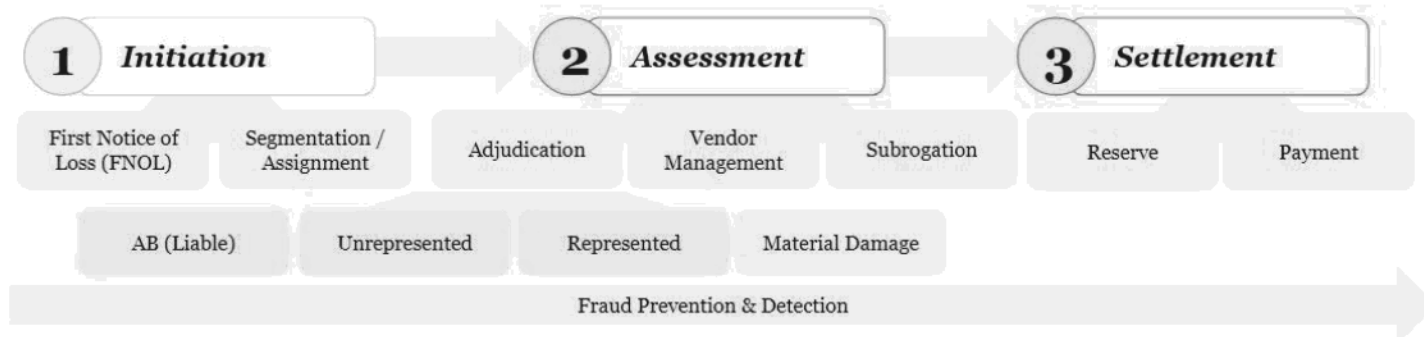 1 Initiation
2 Assessment
3 Settlement
First Notice of
Loss (FNOL)
Segmentation /
Assignment
Adjudication
Vendor
Management
Subrogation
Reserve
Payment
AB (Liable)
Unrepresented
Represented
Material Damage
Fraud Prevention & Detection